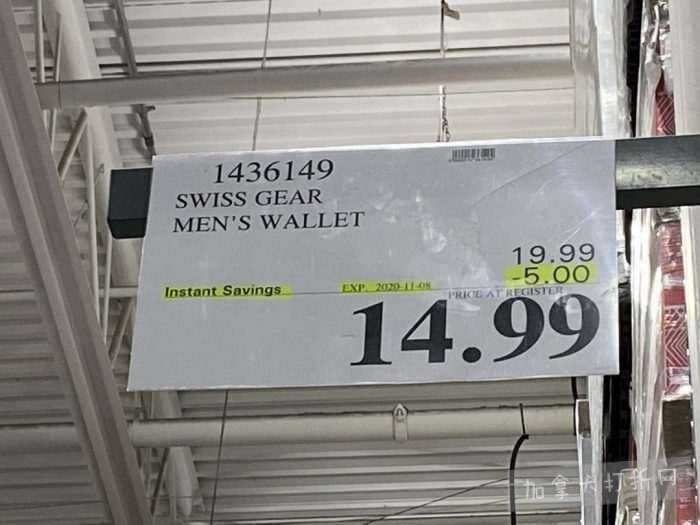 1436149
SWISS GEAR
MEN'S WALLET
19.99
-5.00
Instant Savings EXP. 2020-11-08 PRICE AT REGISTER
14.99
加拿大打折网